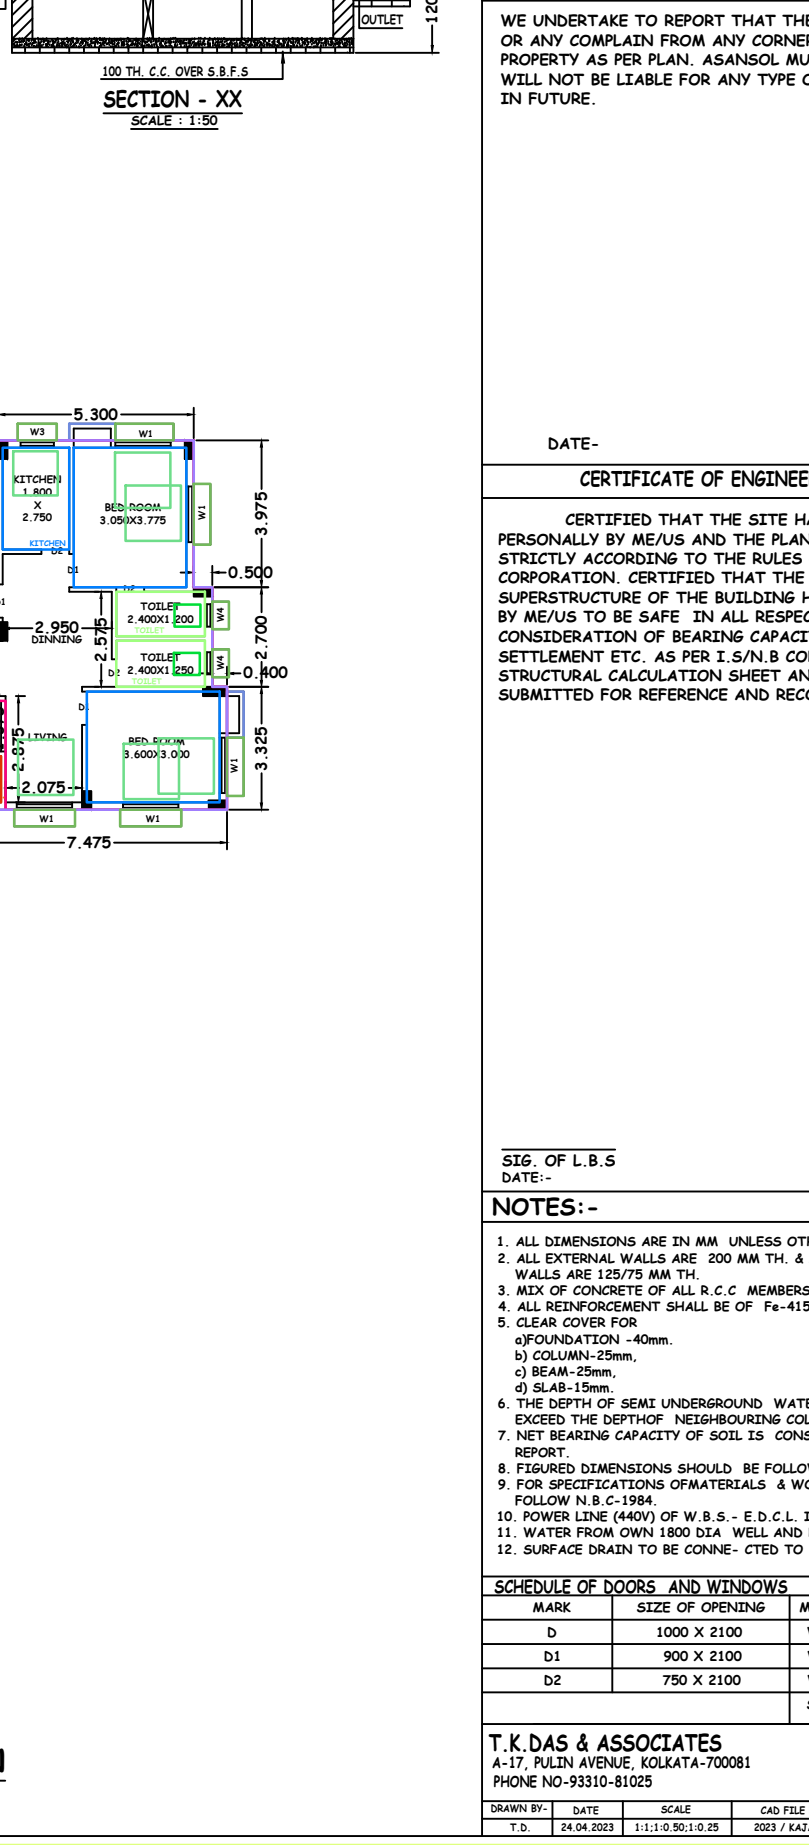 OUTLET
120
100 TH. C.C. OVER S.B.F.S
SECTION - XX
SCALE : 1:50
5.300
W3
W1
KITCHEN
1.800
X
2.750
KITCHEN
BED ROOM
3.050X3.775
W1
3.975
D2
D1
D2
0.500
TOILET
2.400X1.200
TOILET
W4
2.950
DINNING
2.575
2.700
TOILET
2.400X1.250
TOILET
W4
D2
0.400
D1
LIVING
2.875
BED ROOM
3.600X3.000
W1
3.325
2.075
W1
W1
7.475
WE UNDERTAKE TO REPORT THAT THE
OR ANY COMPLAIN FROM ANY CORNER
PROPERTY AS PER PLAN. ASANSOL MU
WILL NOT BE LIABLE FOR ANY TYPE O
IN FUTURE.
DATE-
CERTIFICATE OF ENGINEE
CERTIFIED THAT THE SITE HA
PERSONALLY BY ME/US AND THE PLAN
STRICTLY ACCORDING TO THE RULES
CORPORATION. CERTIFIED THAT THE
SUPERSTRUCTURE OF THE BUILDING H
BY ME/US TO BE SAFE IN ALL RESPEC
CONSIDERATION OF BEARING CAPACI
SETTLEMENT ETC. AS PER I.S/N.B CO
STRUCTURAL CALCULATION SHEET AN
SUBMITTED FOR REFERENCE AND RECO
SIG. OF L.B.S
DATE:-
NOTES:-
1. ALL DIMENSIONS ARE IN MM UNLESS OTH
2. ALL EXTERNAL WALLS ARE 200 MM TH. &
WALLS ARE 125/75 MM TH.
3. MIX OF CONCRETE OF ALL R.C.C MEMBERS
4. ALL REINFORCEMENT SHALL BE OF Fe-415
5. CLEAR COVER FOR
a)FOUNDATION -40mm.
b) COLUMN-25mm,
c) BEAM-25mm,
d) SLAB-15mm.
6. THE DEPTH OF SEMI UNDERGROUND WATE
EXCEED THE DEPTHOF NEIGHBOURING COL
7. NET BEARING CAPACITY OF SOIL IS CONS
REPORT.
8. FIGURED DIMENSIONS SHOULD BE FOLLO
9. FOR SPECIFICATIONS OFMATERIALS & WO
FOLLOW N.B.C-1984.
10. POWER LINE (440V) OF W.B.S.- E.D.C.L. I
11. WATER FROM OWN 1800 DIA WELL AND
12. SURFACE DRAIN TO BE CONNE- CTED TO
SCHEDULE OF DOORS AND WINDOWS
MARK SIZE OF OPENING M
D 1000 X 2100
D1 900 X 2100
D2 750 X 2100
T.K.DAS & ASSOCIATES
A-17, PULIN AVENUE, KOLKATA-700081
PHONE NO-93310-81025
DRAWN BY- DATE SCALE CAD FILE
T.D. 24.04.2023 1:1;1:0.50;1:0.25 2023 / KAJ